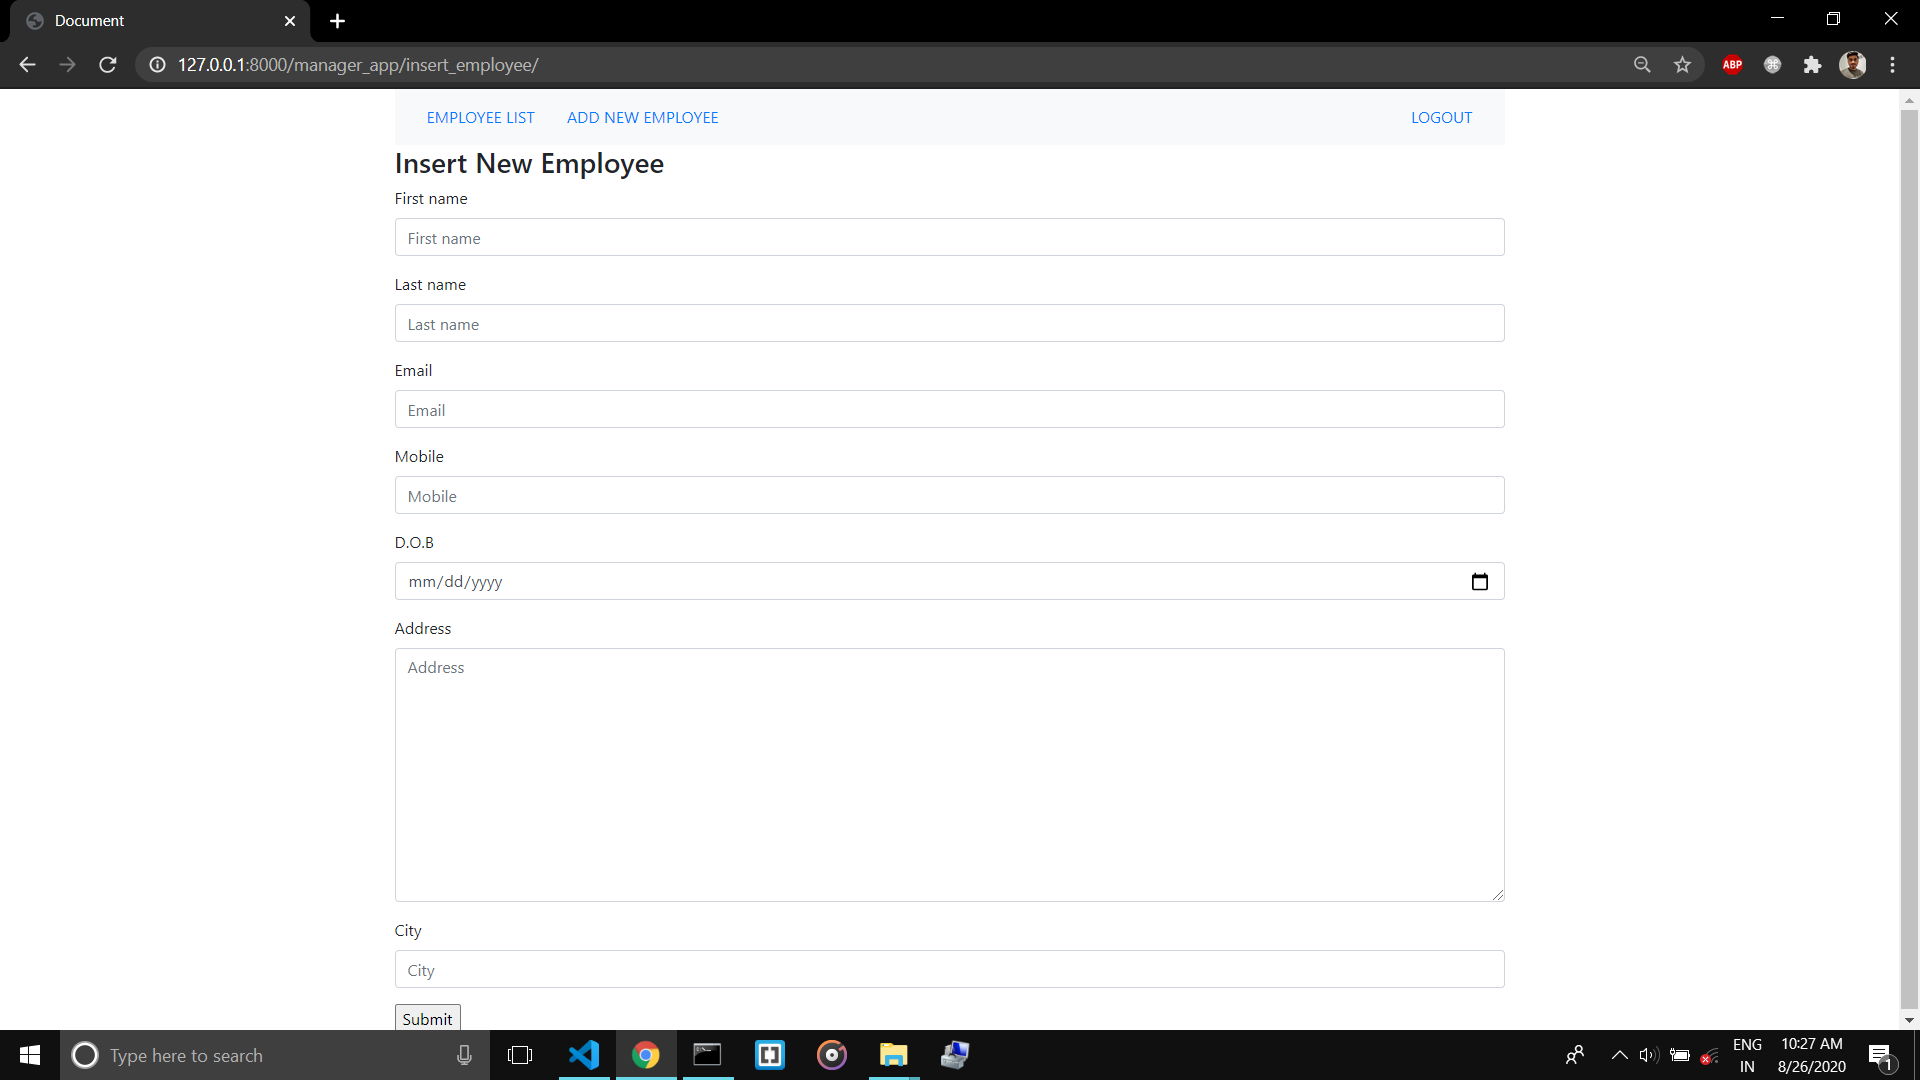 Document
127.0.0.1:8000/manager_app/insert_employee/
ABP
EMPLOYEE LIST ADD NEW EMPLOYEE LOGOUT
Insert New Employee
First name
First name
Last name
Last name
Email
Email
Mobile
Mobile
D.O.B
mm/dd/yyyy
Address
Address
City
City
Submit
Type here to search
ENG
IN
10:27 AM
8/26/2020
1